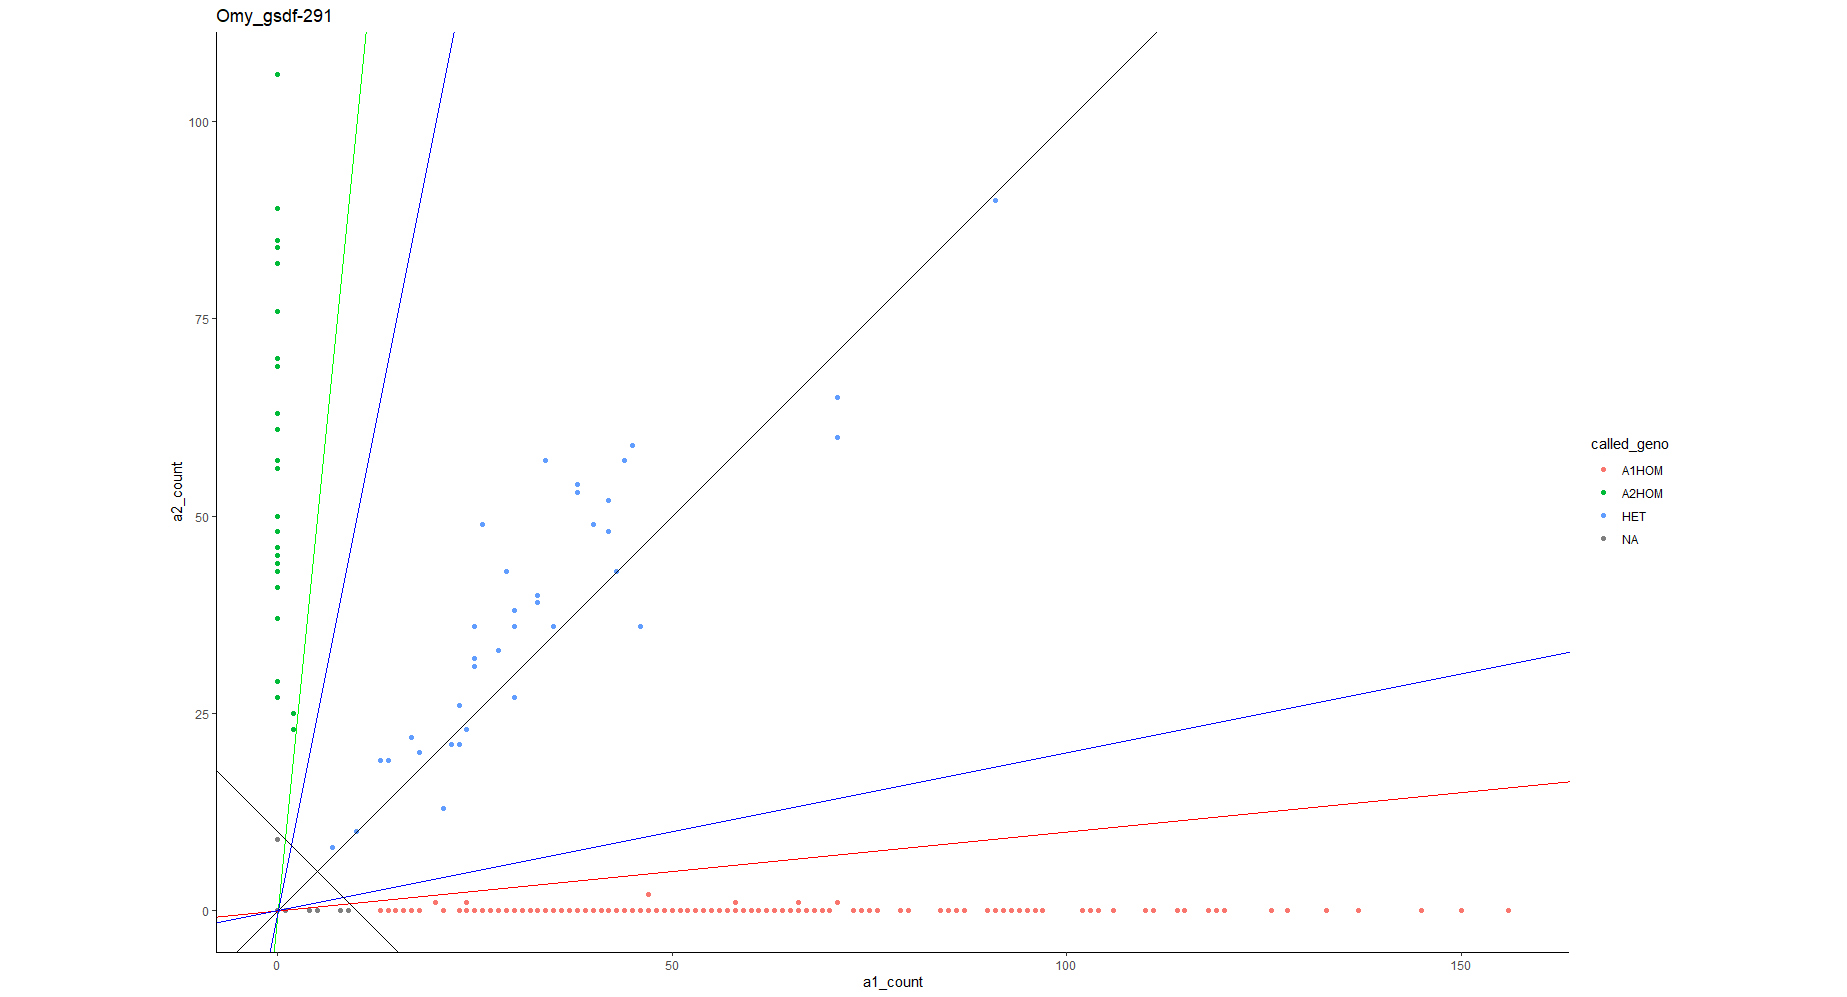 Omy_gsdf-291
100
75
50
25
0
a2_count
0
50
100
150
a1_count
called_geno
A1HOM
A2HOM
HET
NA